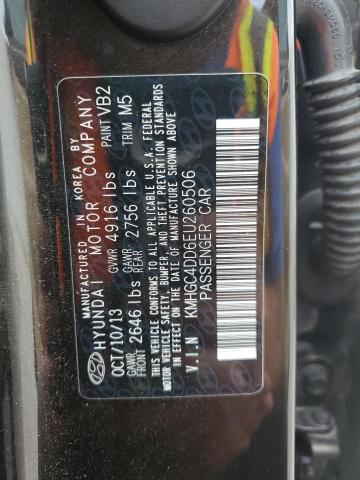 MANUFACTURED IN KOREA BY
HYUNDAI MOTOR COMPANY
OCT/10/13 GVWR 4916 lbs PAINT VB2
GAWR FRONT 2646 lbs GAWR REAR 2756 lbs TRIM M5
THIS VEHICLE CONFORMS TO ALL APPLICABLE U.S.A. FEDERAL
MOTOR VEHICLE SAFETY, BUMPER, AND THEFT PREVENTION STANDARDS
IN EFFECT ON THE DATE OF MANUFACTURE SHOWN ABOVE
V.I.N KMHGC4DD6EU260506
PASSENGER CAR